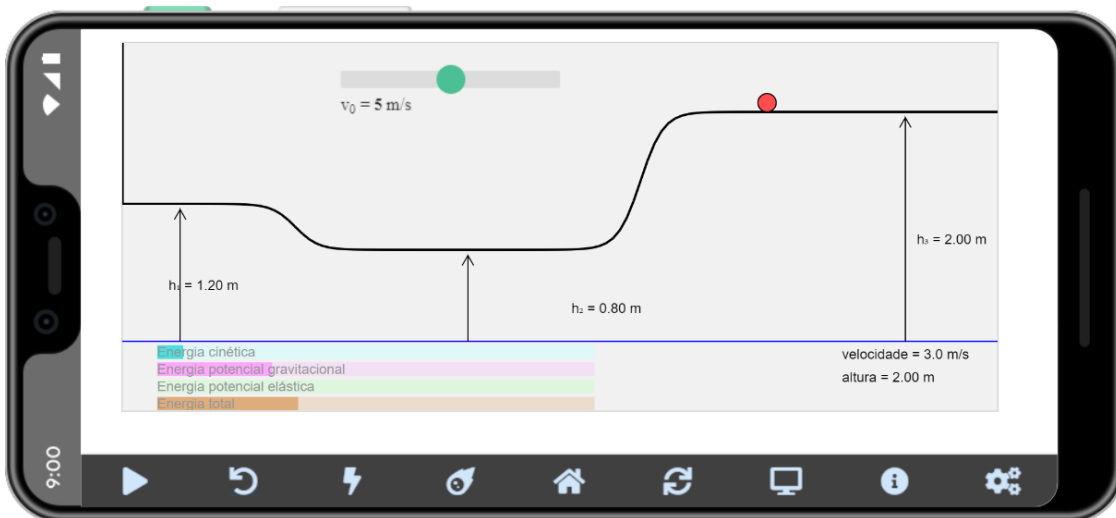 v₀ = 5 m/s
h₃ = 2.00 m
h₁ = 1.20 m
h₂ = 0.80 m
Energia cinética
Energia potencial gravitacional
Energia potencial elástica
Energia total
velocidade = 3.0 m/s
altura = 2.00 m
9:00